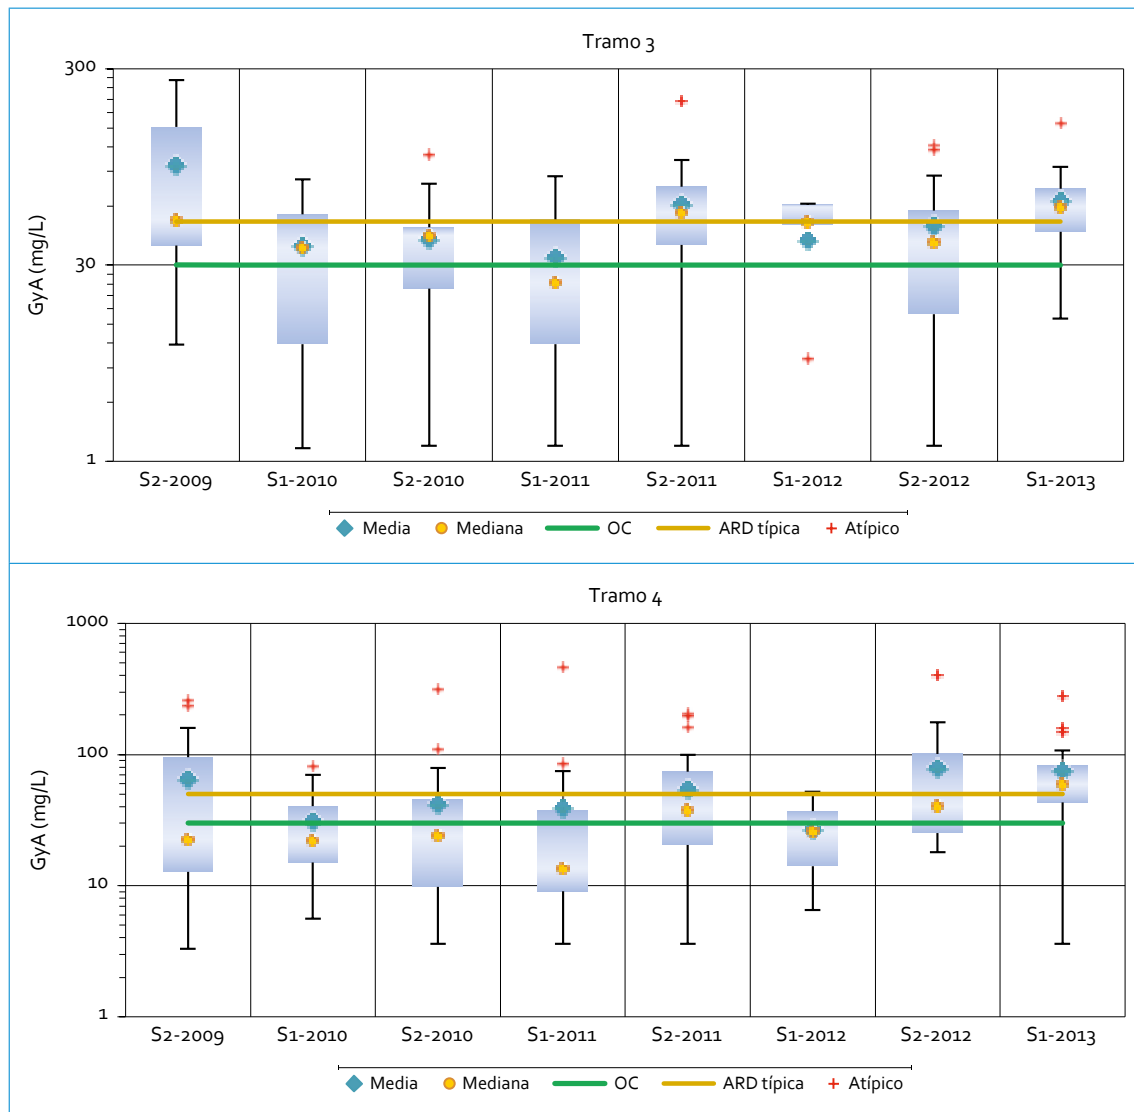 Tramo 3
GyA (mg/L)
300
30
1
S2-2009 S1-2010 S2-2010 S1-2011 S2-2011 S1-2012 S2-2012 S1-2013
Media Mediana OC ARD típica Atípico
Tramo 4
GyA (mg/L)
1000
100
10
1
S2-2009 S1-2010 S2-2010 S1-2011 S2-2011 S1-2012 S2-2012 S1-2013
Media Mediana OC ARD típica Atípico